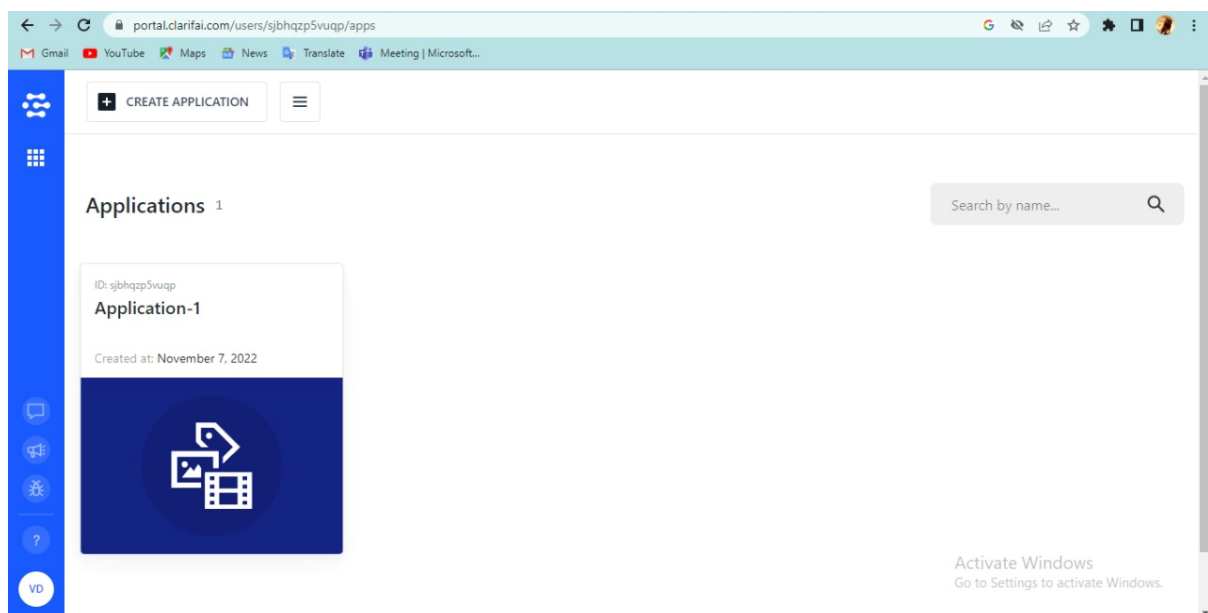 portal.clarifai.com/users/sjbhqzp5vuqp/apps
Gmail YouTube Maps News Translate Meeting | Microsoft...
CREATE APPLICATION
Applications 1
Search by name...
ID: sjbhqzp5vuqp
Application-1
Created at: November 7, 2022
?
VD
Activate Windows
Go to Settings to activate Windows.